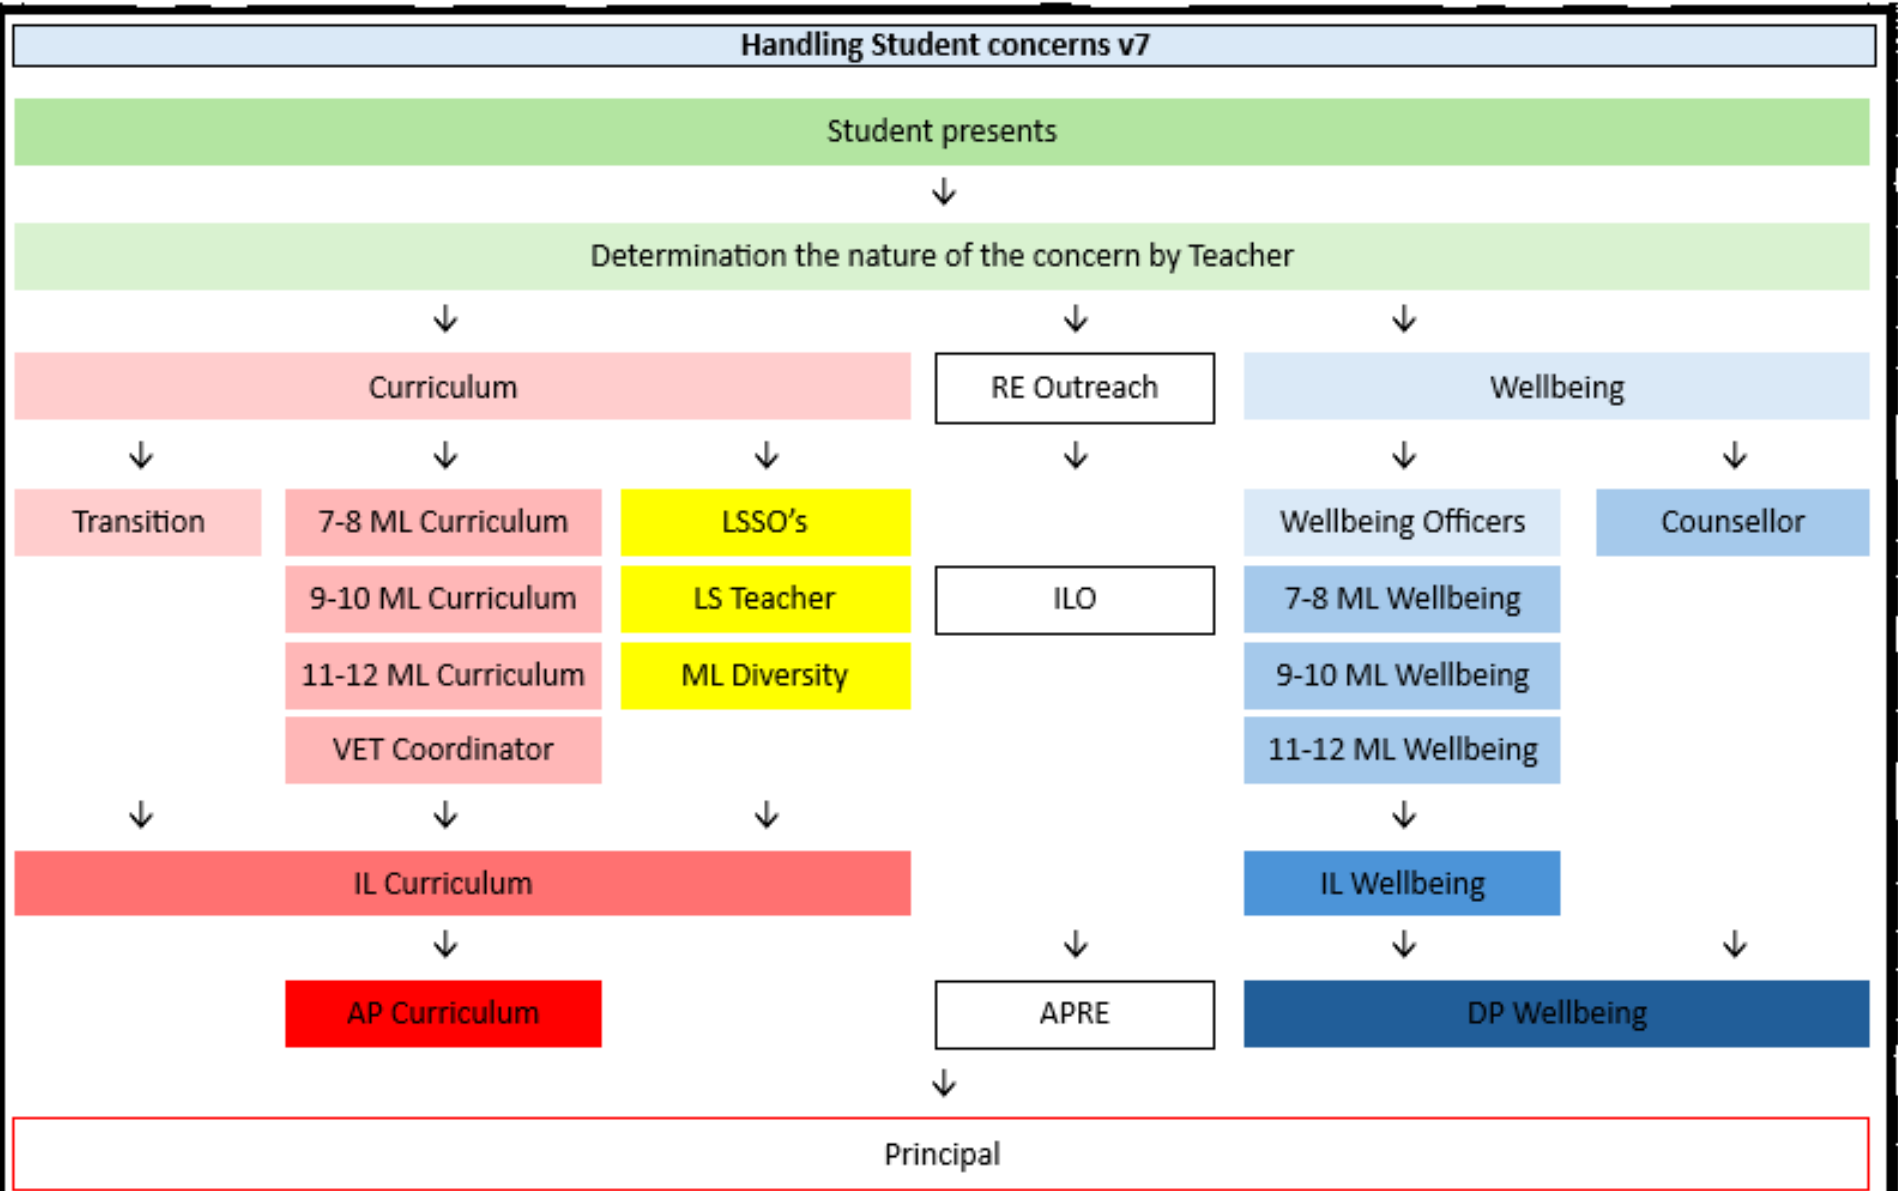 Handling Student concerns v7
Student presents
↓
Determination the nature of the concern by Teacher
↓ ↓ ↓
Curriculum RE Outreach Wellbeing
↓ ↓ ↓ ↓ ↓ ↓
Transition 7-8 ML Curriculum LSSO’s Wellbeing Officers Counsellor
9-10 ML Curriculum LS Teacher ILO 7-8 ML Wellbeing
11-12 ML Curriculum ML Diversity 9-10 ML Wellbeing
VET Coordinator 11-12 ML Wellbeing
↓ ↓ ↓ ↓
IL Curriculum IL Wellbeing
↓ ↓ ↓ ↓
AP Curriculum APRE DP Wellbeing
↓
Principal